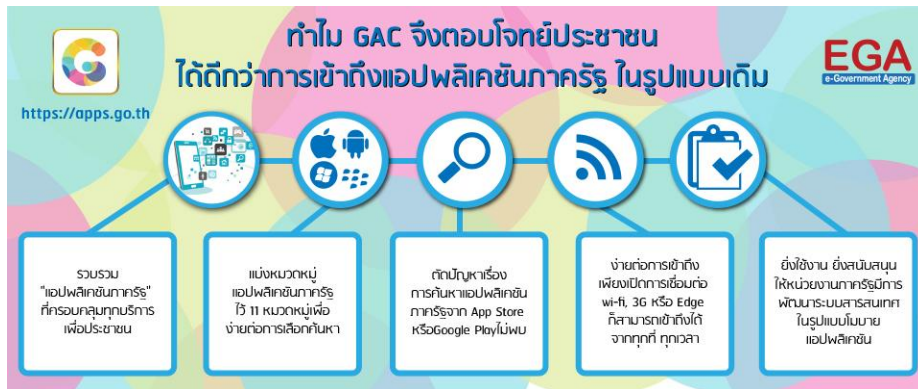 ทำไม GAC จึงตอบโจทย์ประชาชน
ได้ดีกว่าการเข้าถึงแอปพลิเคชันภาครัฐ ในรูปแบบเดิม
G
https://apps.go.th
EGA
e-Government Agency
รวบรวม
"แอปพลิเคชันภาครัฐ"
ที่ครอบคลุมทุกบริการ
เพื่อประชาชน
แบ่งหมวดหมู่
แอปพลิเคชันภาครัฐ
ไว้ 11 หมวดหมู่เพื่อ
ง่ายต่อการเลือกค้นหา
ตัดปัญหาเรื่อง
การค้นหาแอปพลิเคชัน
ภาครัฐจาก App Store
หรือGoogle Playไม่พบ
ง่ายต่อการเข้าถึง
เพียงเปิดการเชื่อมต่อ
wi-fi, 3G หรือ Edge
ก็สามารถเข้าถึงได้
จากทุกที่ ทุกเวลา
ยิ่งใช้งาน ยิ่งสนับสนุน
ให้หน่วยงานภาครัฐมีการ
พัฒนาระบบสารสนเทศ
ในรูปแบบโมบาย
แอปพลิเคชัน